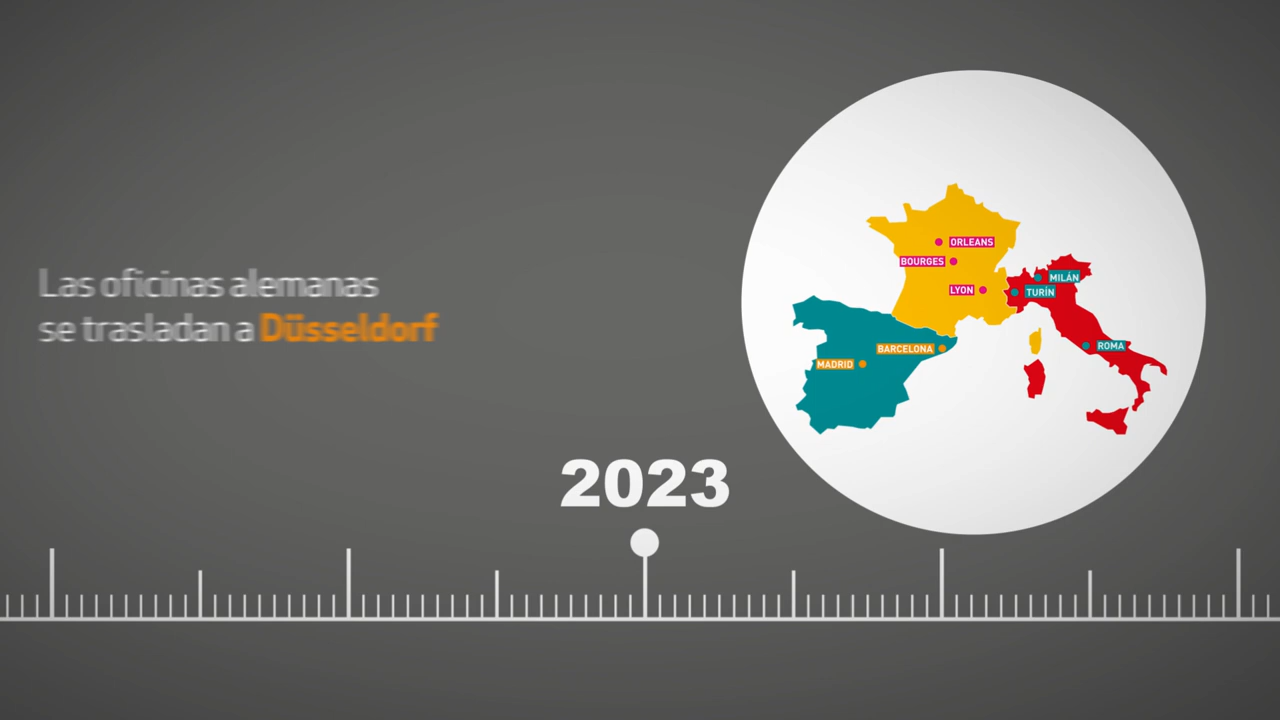 Las oficinas alemanas
se trasladan a Düsseldorf
ORLEANS
BOURGES
LYON
MILÁN
TURÍN
BARCELONA
MADRID
ROMA
2023